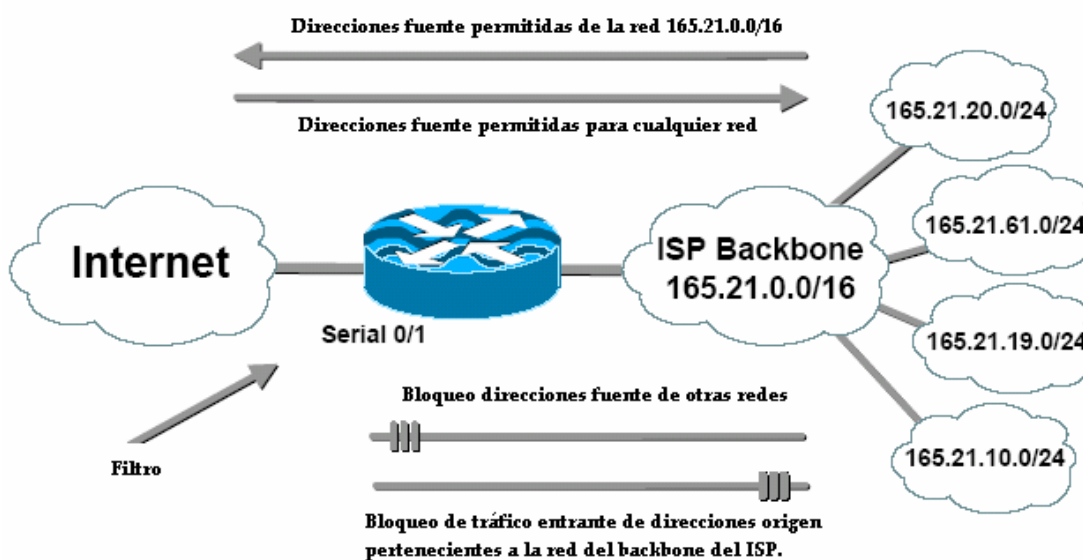 Direcciones fuente permitidas de la red 165.21.0.0/16
Direcciones fuente permitidas para cualquier red
165.21.20.0/24
165.21.61.0/24
Internet
ISP Backbone
165.21.0.0/16
Serial 0/1
165.21.19.0/24
Bloqueo direcciones fuente de otras redes
165.21.10.0/24
Filtro
Bloqueo de tráfico entrante de direcciones origen
pertenecientes a la red del backbone del ISP.